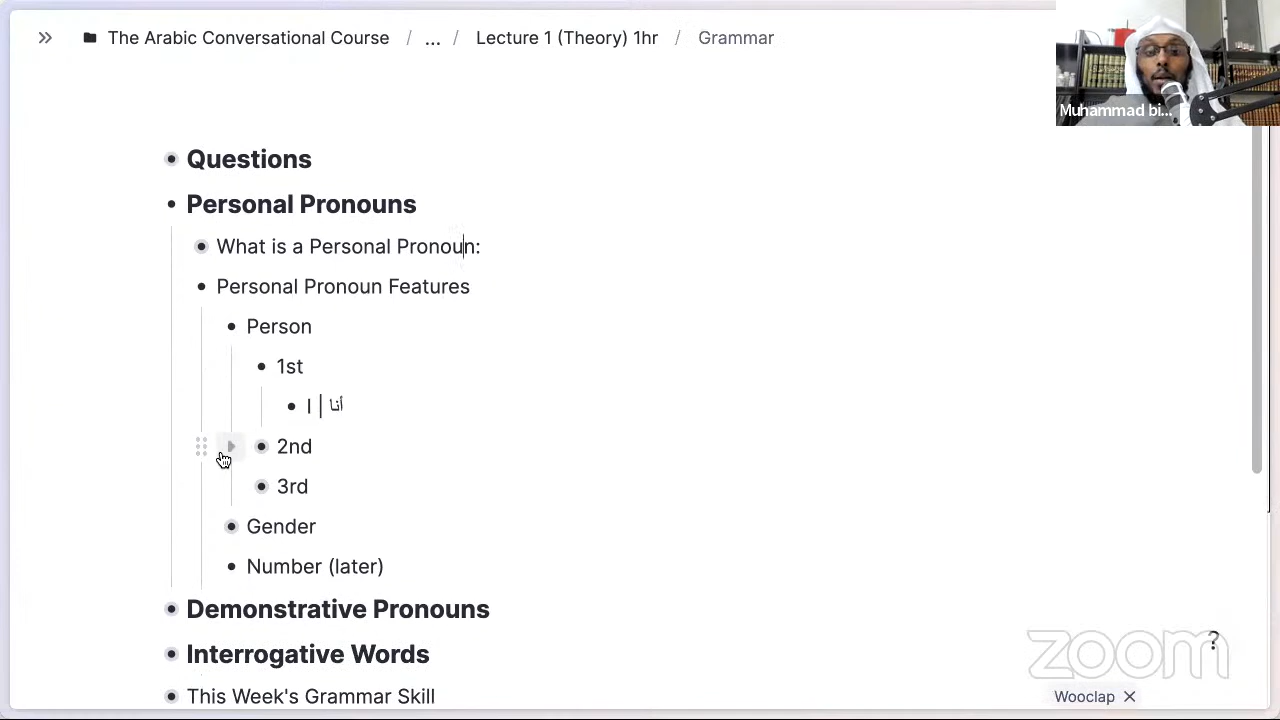 The Arabic Conversational Course / ... / Lecture 1 (Theory) 1hr / Grammar
Muhammad bi...
Questions
Personal Pronouns
What is a Personal Pronoun:
Personal Pronoun Features
Person
1st
I | أنا
2nd
3rd
Gender
Number (later)
Demonstrative Pronouns
Interrogative Words
This Week's Grammar Skill
zoom
?
Wooclap